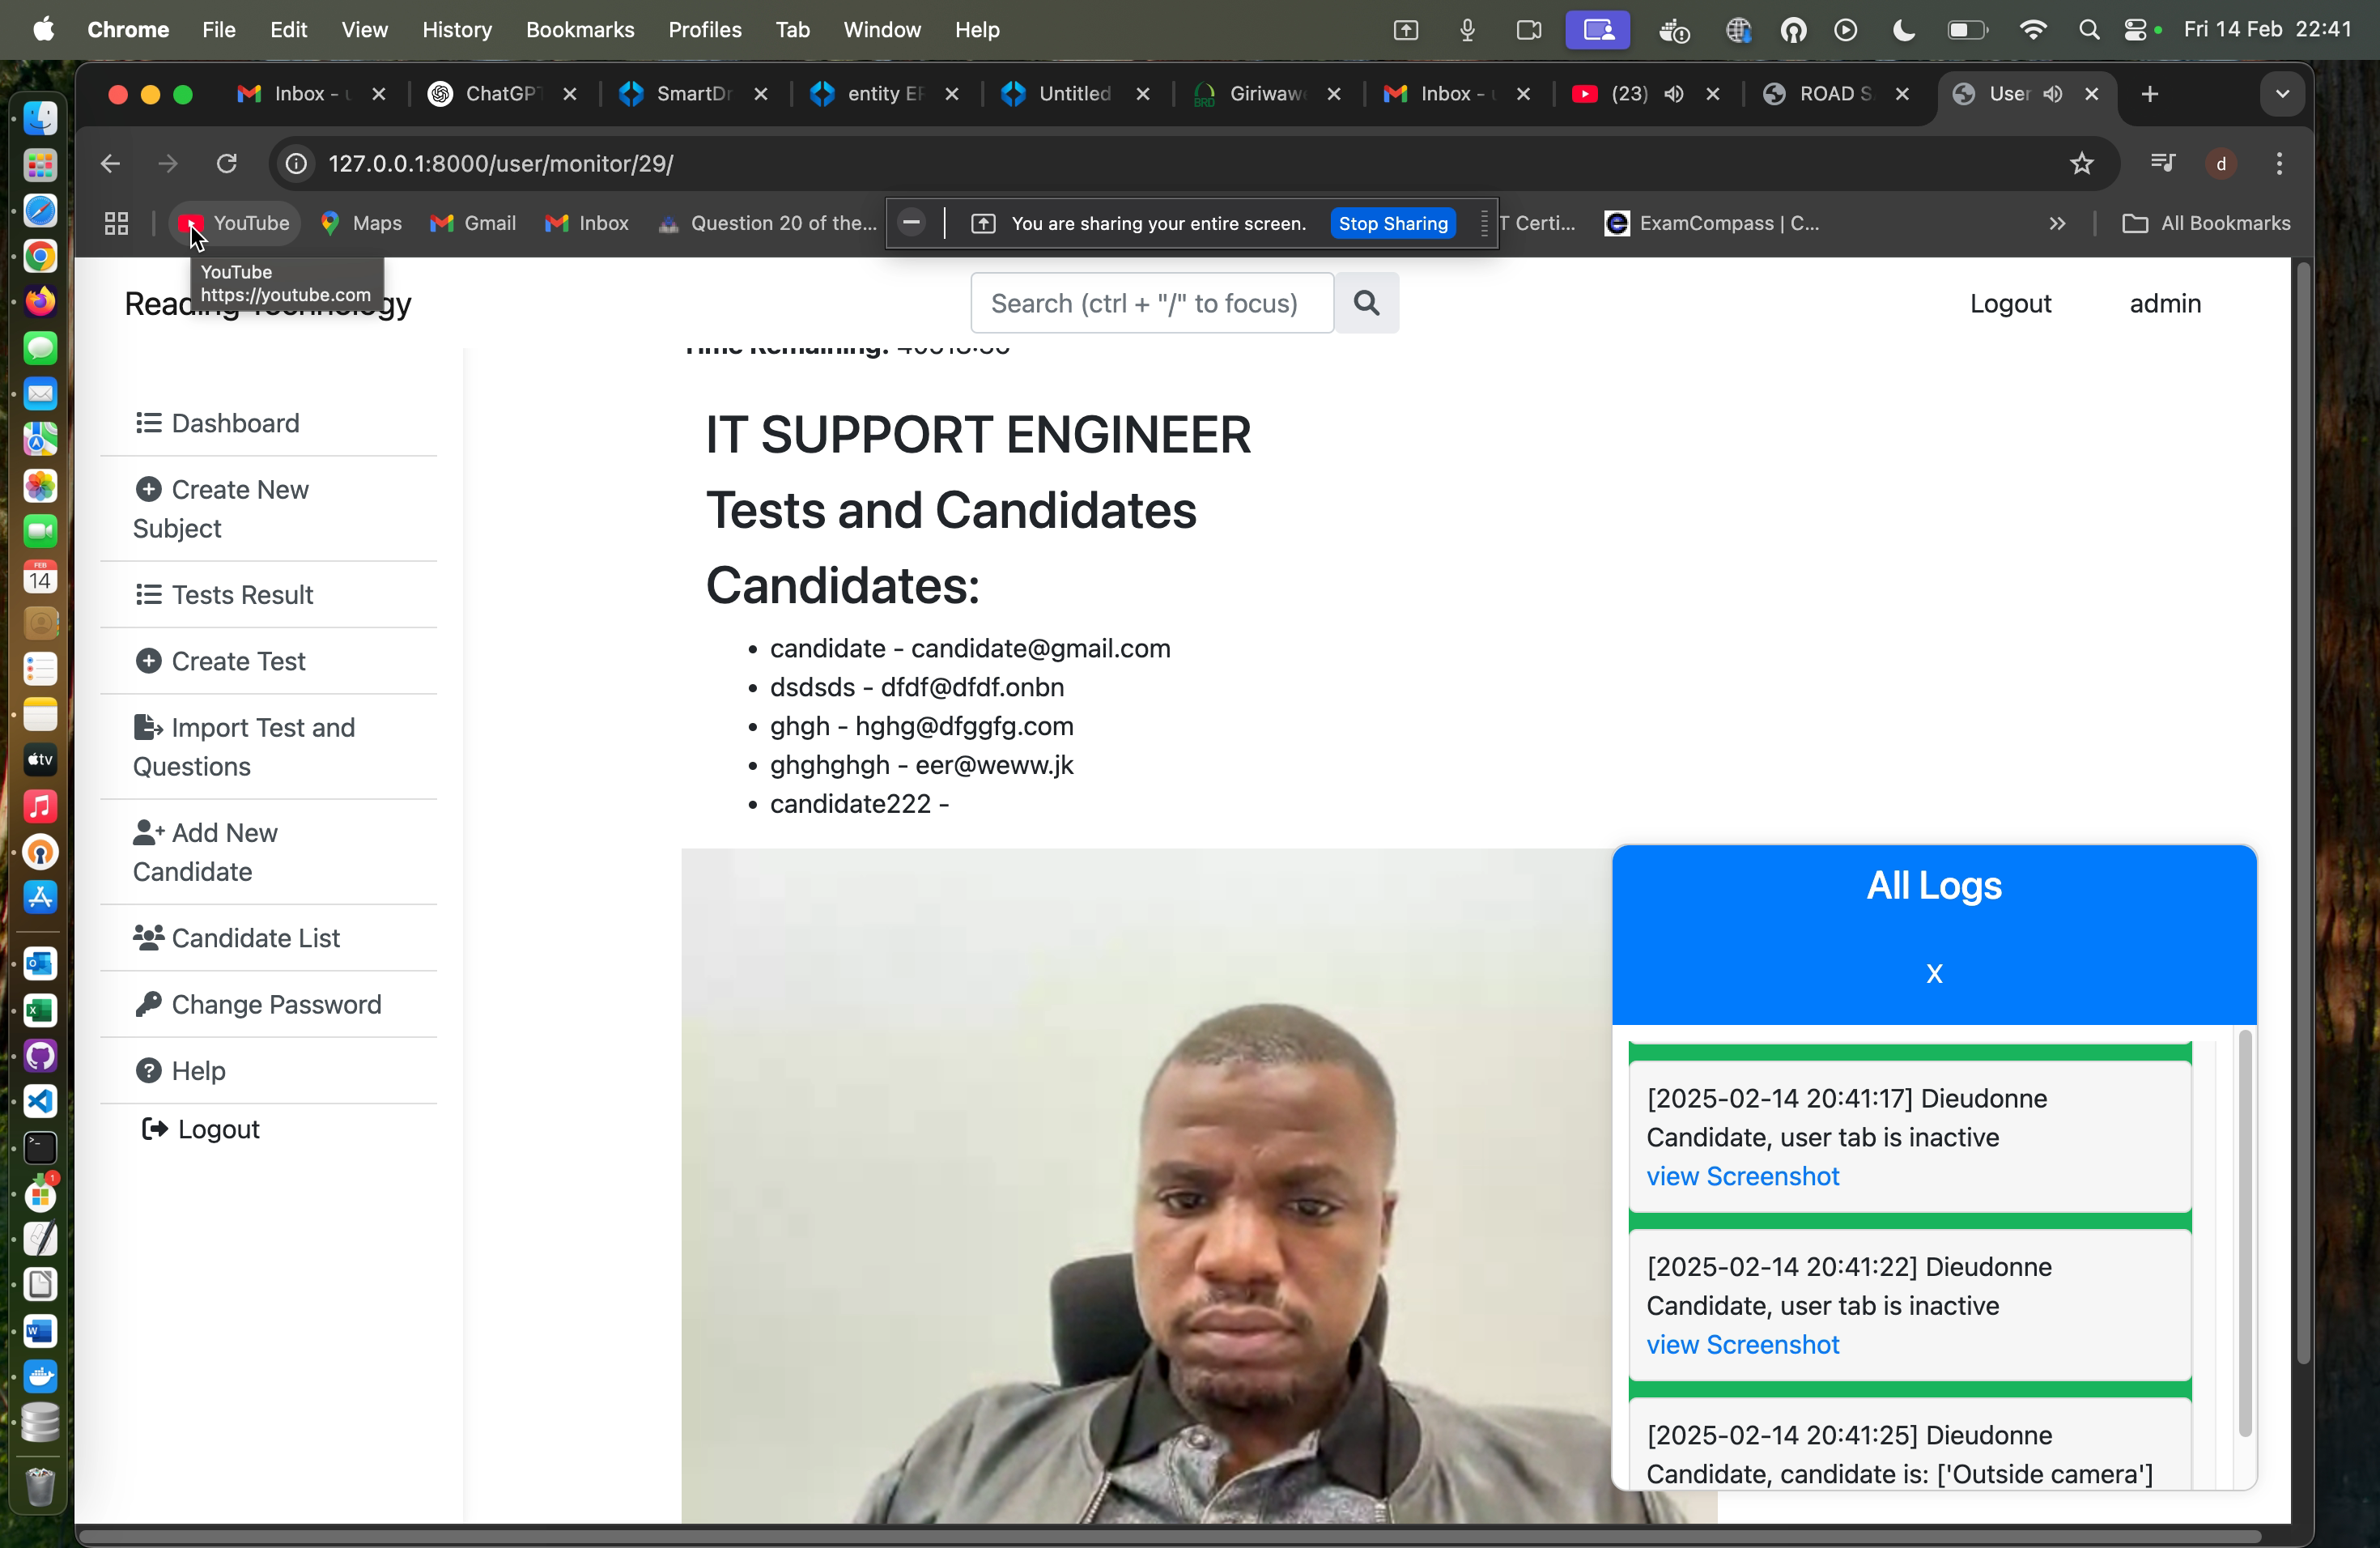 Chrome File Edit View History Bookmarks Profiles Tab Window Help Fri 14 Feb 22:41
Inbox - ChatGP SmartDr entity EF Untitled Giriwaw Inbox - (23) ROAD S User
127.0.0.1:8000/user/monitor/29/ d
YouTube Maps Gmail Inbox Question 20 of the... You are sharing your entire screen. Stop Sharing T Certi... ExamCompass | C... All Bookmarks
YouTube
https://youtube.com
Search (ctrl + "/" to focus)
Logout admin
Time Remaining:
Dashboard
Create New
Subject
Tests Result
Create Test
Import Test and
Questions
Add New
Candidate
Candidate List
Change Password
Help
Logout
IT SUPPORT ENGINEER
Tests and Candidates
Candidates:
candidate - candidate@gmail.com
dsdsds - dfdf@dfdf.onbn
ghgh - hghg@dfggfg.com
ghghghgh - eer@weww.jk
candidate222 -
All Logs
X
[2025-02-14 20:41:17] Dieudonne
Candidate, user tab is inactive
view Screenshot
[2025-02-14 20:41:22] Dieudonne
Candidate, user tab is inactive
view Screenshot
[2025-02-14 20:41:25] Dieudonne
Candidate, candidate is: ['Outside camera']
FEB
14
tv
1